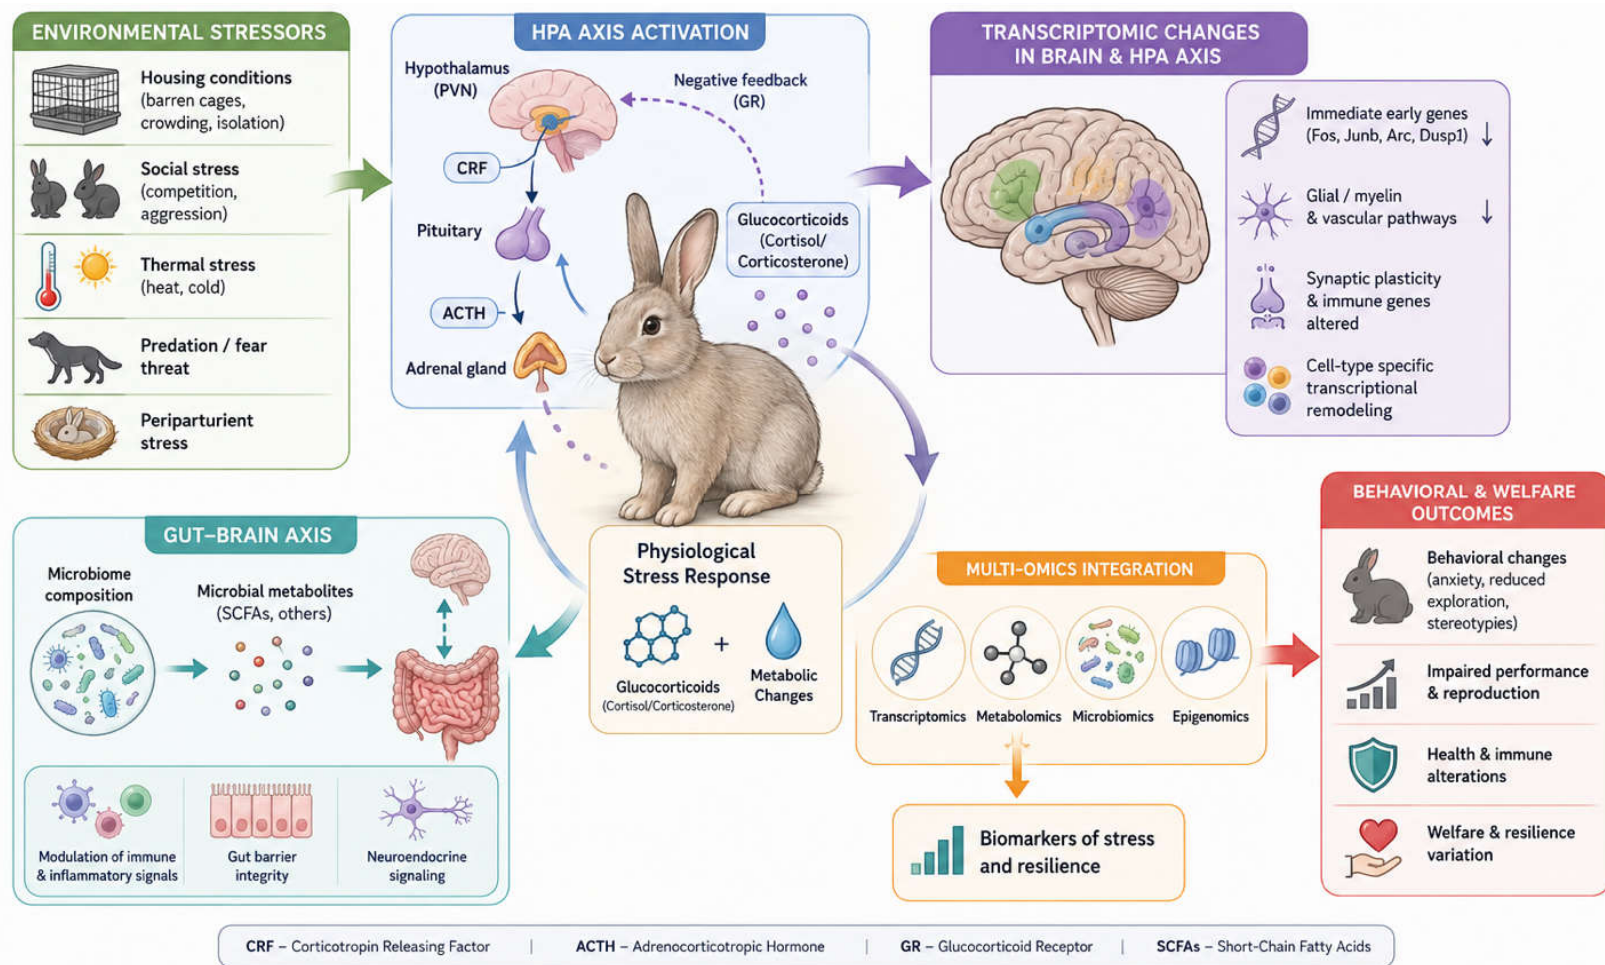 ENVIRONMENTAL STRESSORS
Housing conditions
(barren cages,
crowding, isolation)
Social stress
(competition,
aggression)
Thermal stress
(heat, cold)
Predation / fear
threat
Periparturient
stress
HPA AXIS ACTIVATION
Hypothalamus
(PVN)
Negative feedback
(GR)
CRF
Pituitary
Glucocorticoids
(Cortisol/
Corticosterone)
ACTH
Adrenal gland
TRANSCRIPTOMIC CHANGES
IN BRAIN & HPA AXIS
Immediate early genes
(Fos, Junb, Arc, Dusp1) ↓
Glial / myelin
& vascular pathways ↓
Synaptic plasticity
& immune genes
altered
Cell-type specific
transcriptional
remodeling
GUT–BRAIN AXIS
Microbiome
composition
Microbial metabolites
(SCFAs, others)
Modulation of immune
& inflammatory signals
Gut barrier
integrity
Neuroendocrine
signaling
Physiological
Stress Response
+
Glucocorticoids
(Cortisol/Corticosterone)
Metabolic
Changes
MULTI-OMICS INTEGRATION
Transcriptomics
Metabolomics
Microbiomics
Epigenomics
Biomarkers of stress
and resilience
BEHAVIORAL & WELFARE
OUTCOMES
Behavioral changes
(anxiety, reduced
exploration,
stereotypies)
Impaired performance
& reproduction
Health & immune
alterations
Welfare & resilience
variation
CRF – Corticotropin Releasing Factor | ACTH – Adrenocorticotropic Hormone | GR – Glucocorticoid Receptor | SCFAs – Short-Chain Fatty Acids